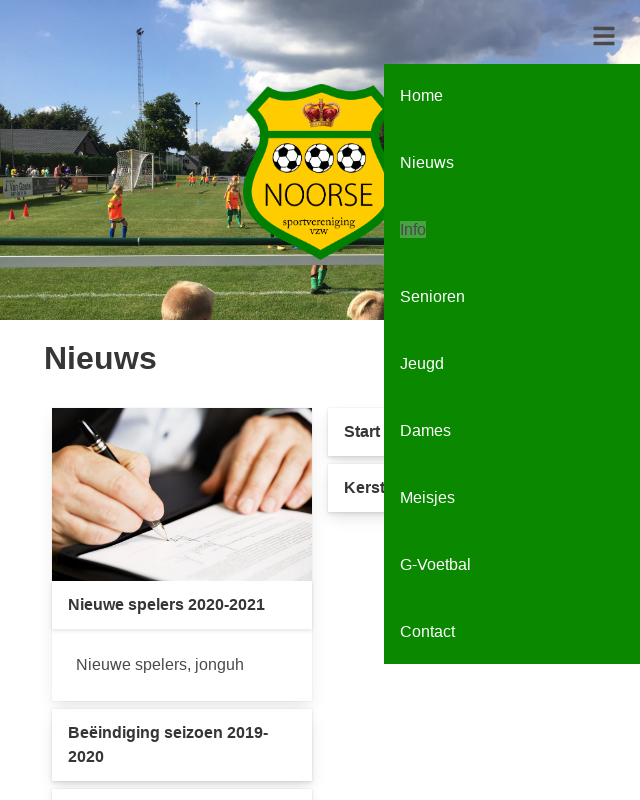 NOORSE
sportvereniging
vzw
Home
Nieuws
Info
Senioren
Jeugd
Dames
Meisjes
G-Voetbal
Contact
Nieuws
Nieuwe spelers 2020-2021
Nieuwe spelers, jonguh
Beëindiging seizoen 2019-
2020
Start
Kerst